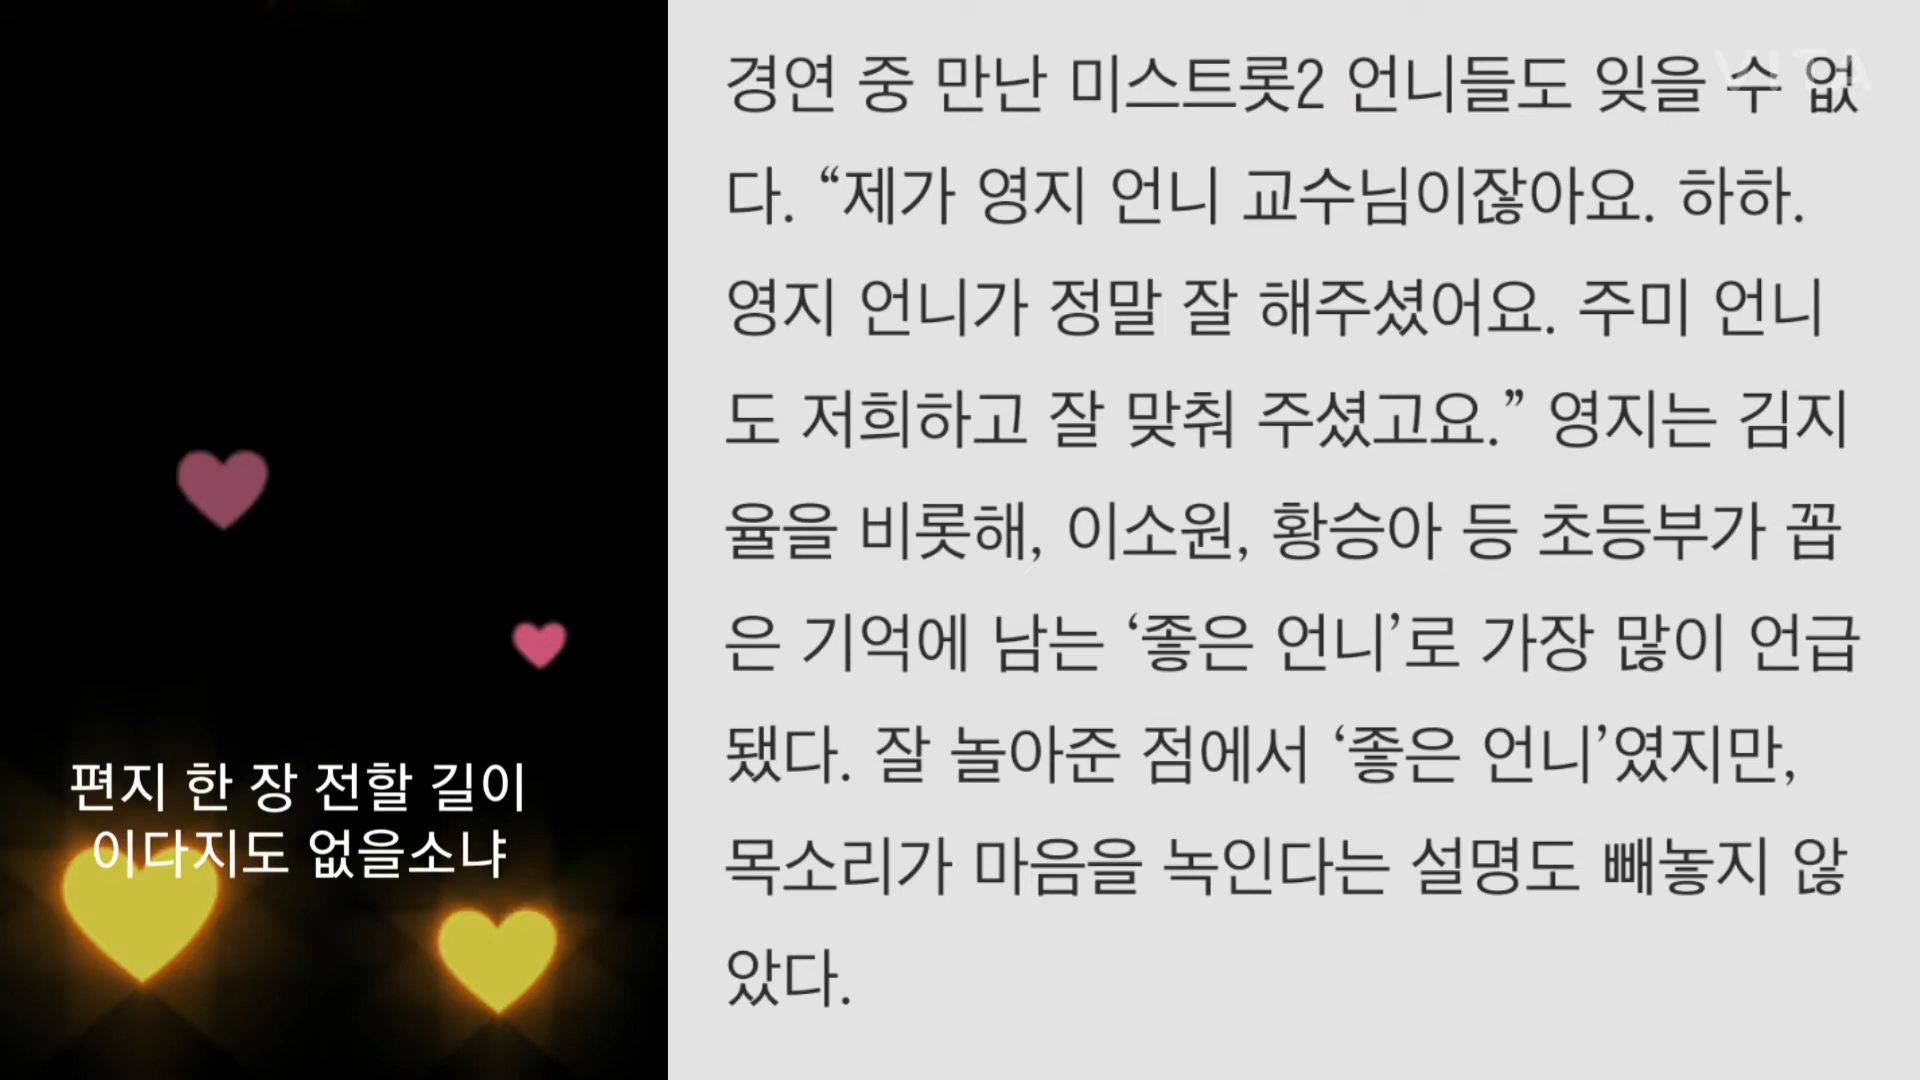 편지 한 장 전할 길이
이다지도 없을소냐
경연 중 만난 미스트롯2 언니들도 잊을 수 없
다. “제가 영지 언니 교수님이잖아요. 하하.
영지 언니가 정말 잘 해주셨어요. 주미 언니
도 저희하고 잘 맞춰 주셨고요.” 영지는 김지
율을 비롯해, 이소원, 황승아 등 초등부가 꼽
은 기억에 남는 ‘좋은 언니’로 가장 많이 언급
됐다. 잘 놀아준 점에서 ‘좋은 언니’였지만,
목소리가 마음을 녹인다는 설명도 빼놓지 않
았다.
VITA